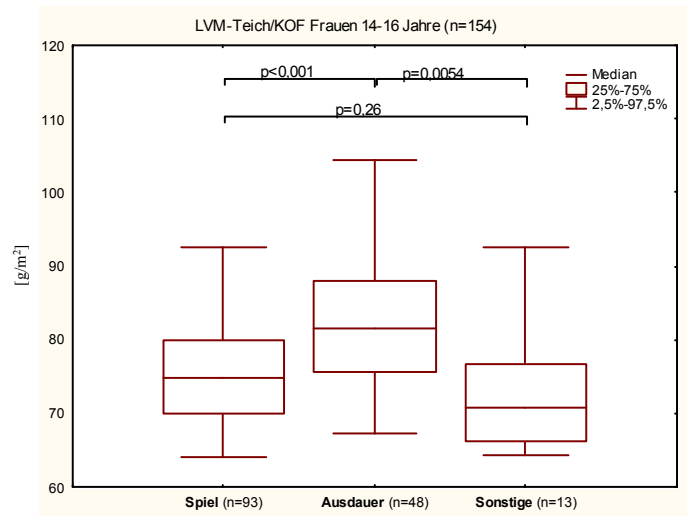 LVM-Teich/KOF Frauen 14-16 Jahre (n=154)
120
110
100
90
80
70
60
[g/m²]
p<0.001
p=0,0054
p=0,26
Median
25%-75%
2,5%-97,5%
Spiel (n=93)
Ausdauer (n=48)
Sonstige (n=13)